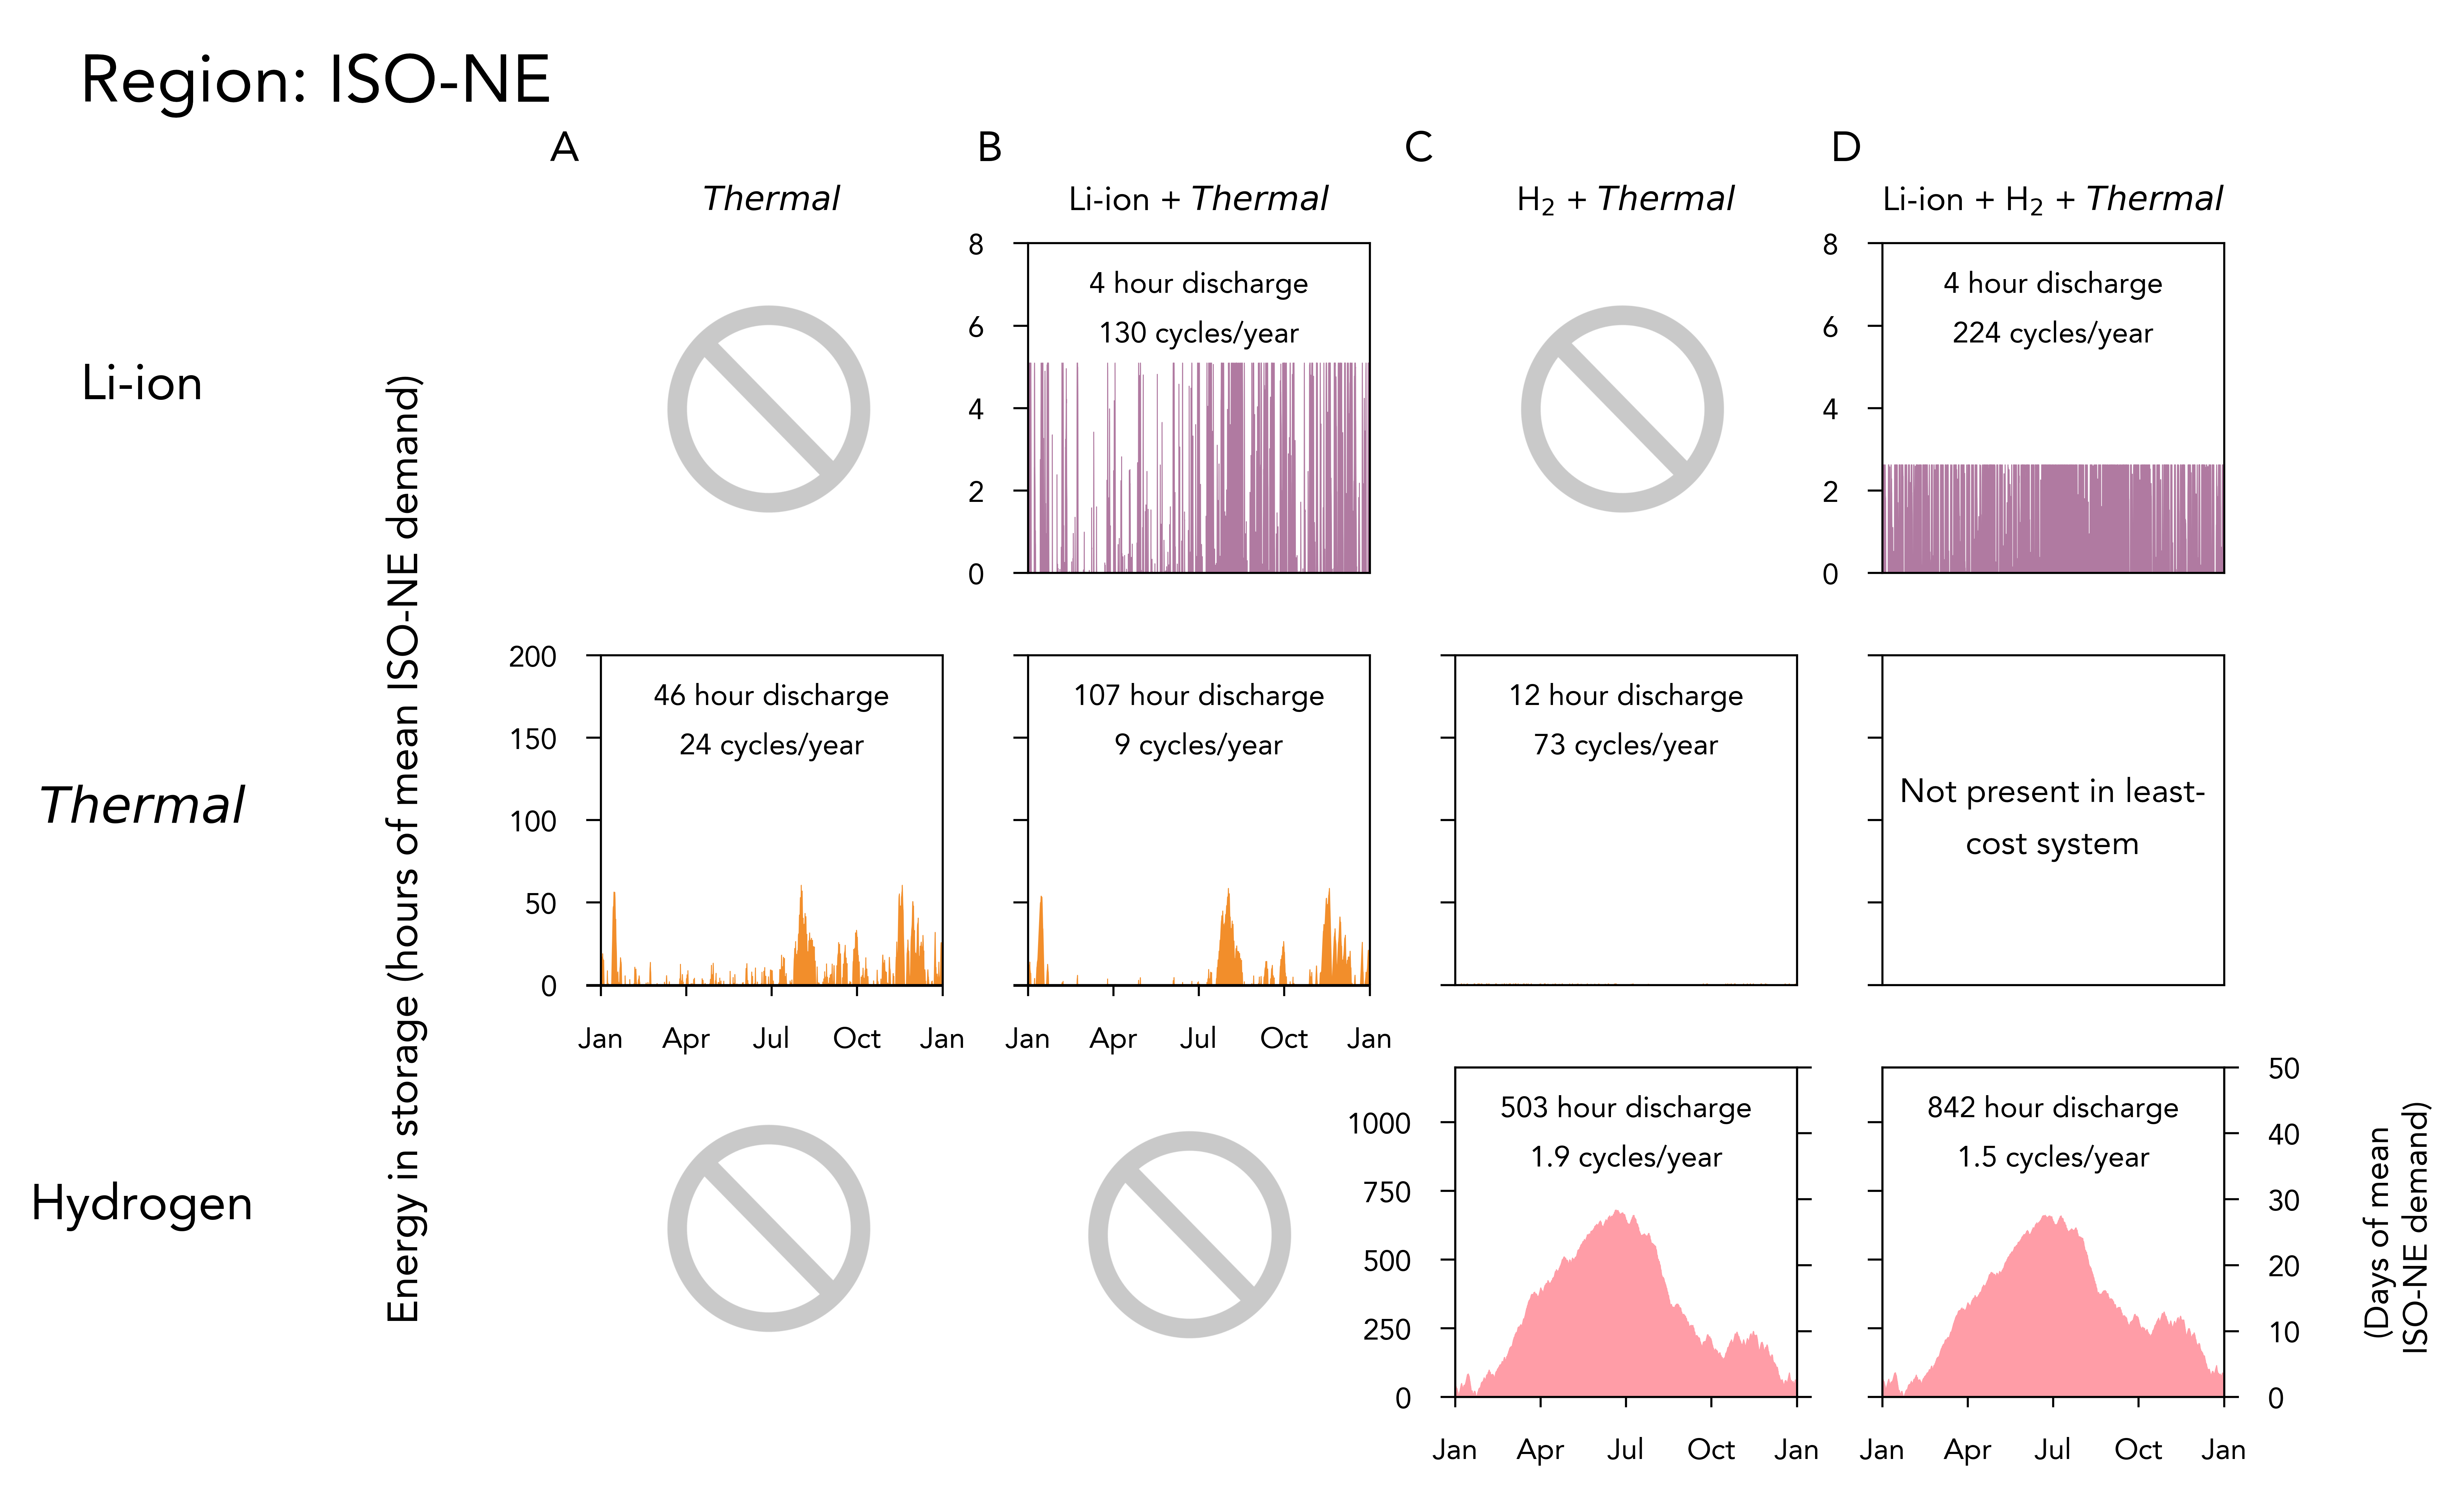 Region: ISO-NE
A
B
C
D
Thermal
Li-ion + Thermal
H₂ + Thermal
Li-ion + H₂ + Thermal
Li-ion
Thermal
Hydrogen
Energy in storage (hours of mean ISO-NE demand)
8
6
4
2
0
4 hour discharge
130 cycles/year
8
6
4
2
0
4 hour discharge
224 cycles/year
200
150
100
50
0
46 hour discharge
24 cycles/year
Jan Apr Jul Oct Jan
107 hour discharge
9 cycles/year
Jan Apr Jul Oct Jan
12 hour discharge
73 cycles/year
Not present in least-
cost system
1000
750
500
250
0
503 hour discharge
1.9 cycles/year
Jan Apr Jul Oct Jan
842 hour discharge
1.5 cycles/year
Jan Apr Jul Oct Jan
50
40
30
20
10
0
(Days of mean
ISO-NE demand)